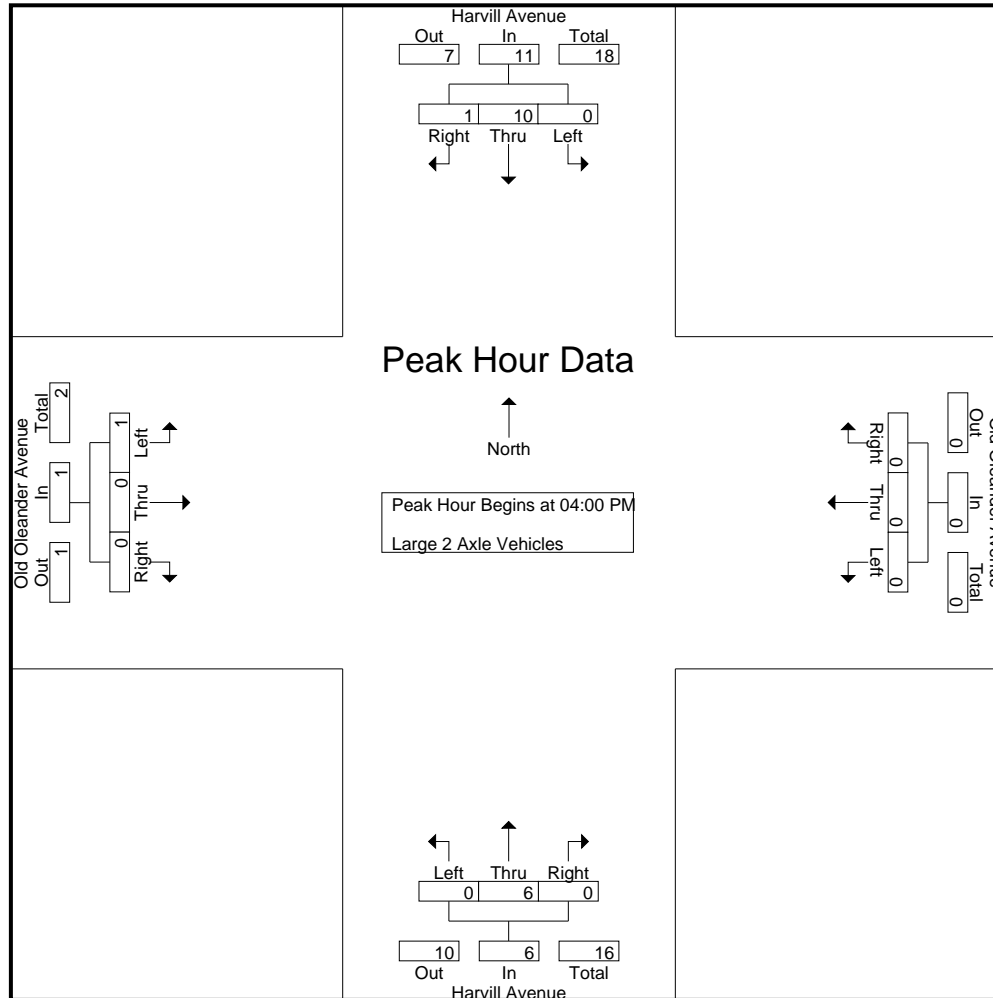 Harvill Avenue
Out In Total
7 11 18
1 10 0
Right Thru Left
Peak Hour Data
North
Peak Hour Begins at 04:00 PM
Large 2 Axle Vehicles
Old Oleander Avenue
Out In Total
1 1 2
Left Thru Right
1 0 0
Right Thru Left
0 0 0
Out In Total
0 0 0
Left Thru Right
0 6 0
10 6 16
Out In Total
Harvill Avenue